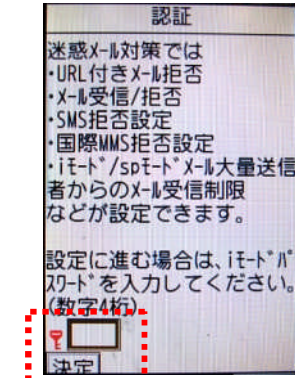 認証
迷惑ﾒｰﾙ対策では
･URL付きﾒｰﾙ拒否
･ﾒｰﾙ受信/拒否
･SMS拒否設定
･国際MMS拒否設定
･iﾓｰﾄﾞ/spﾓｰﾄﾞﾒｰﾙ大量送信
者からのﾒｰﾙ受信制限
などが設定できます。
設定に進む場合は､iﾓｰﾄﾞﾊﾟ
ｽﾜｰﾄﾞを入力してください。
(数字4桁)
決定